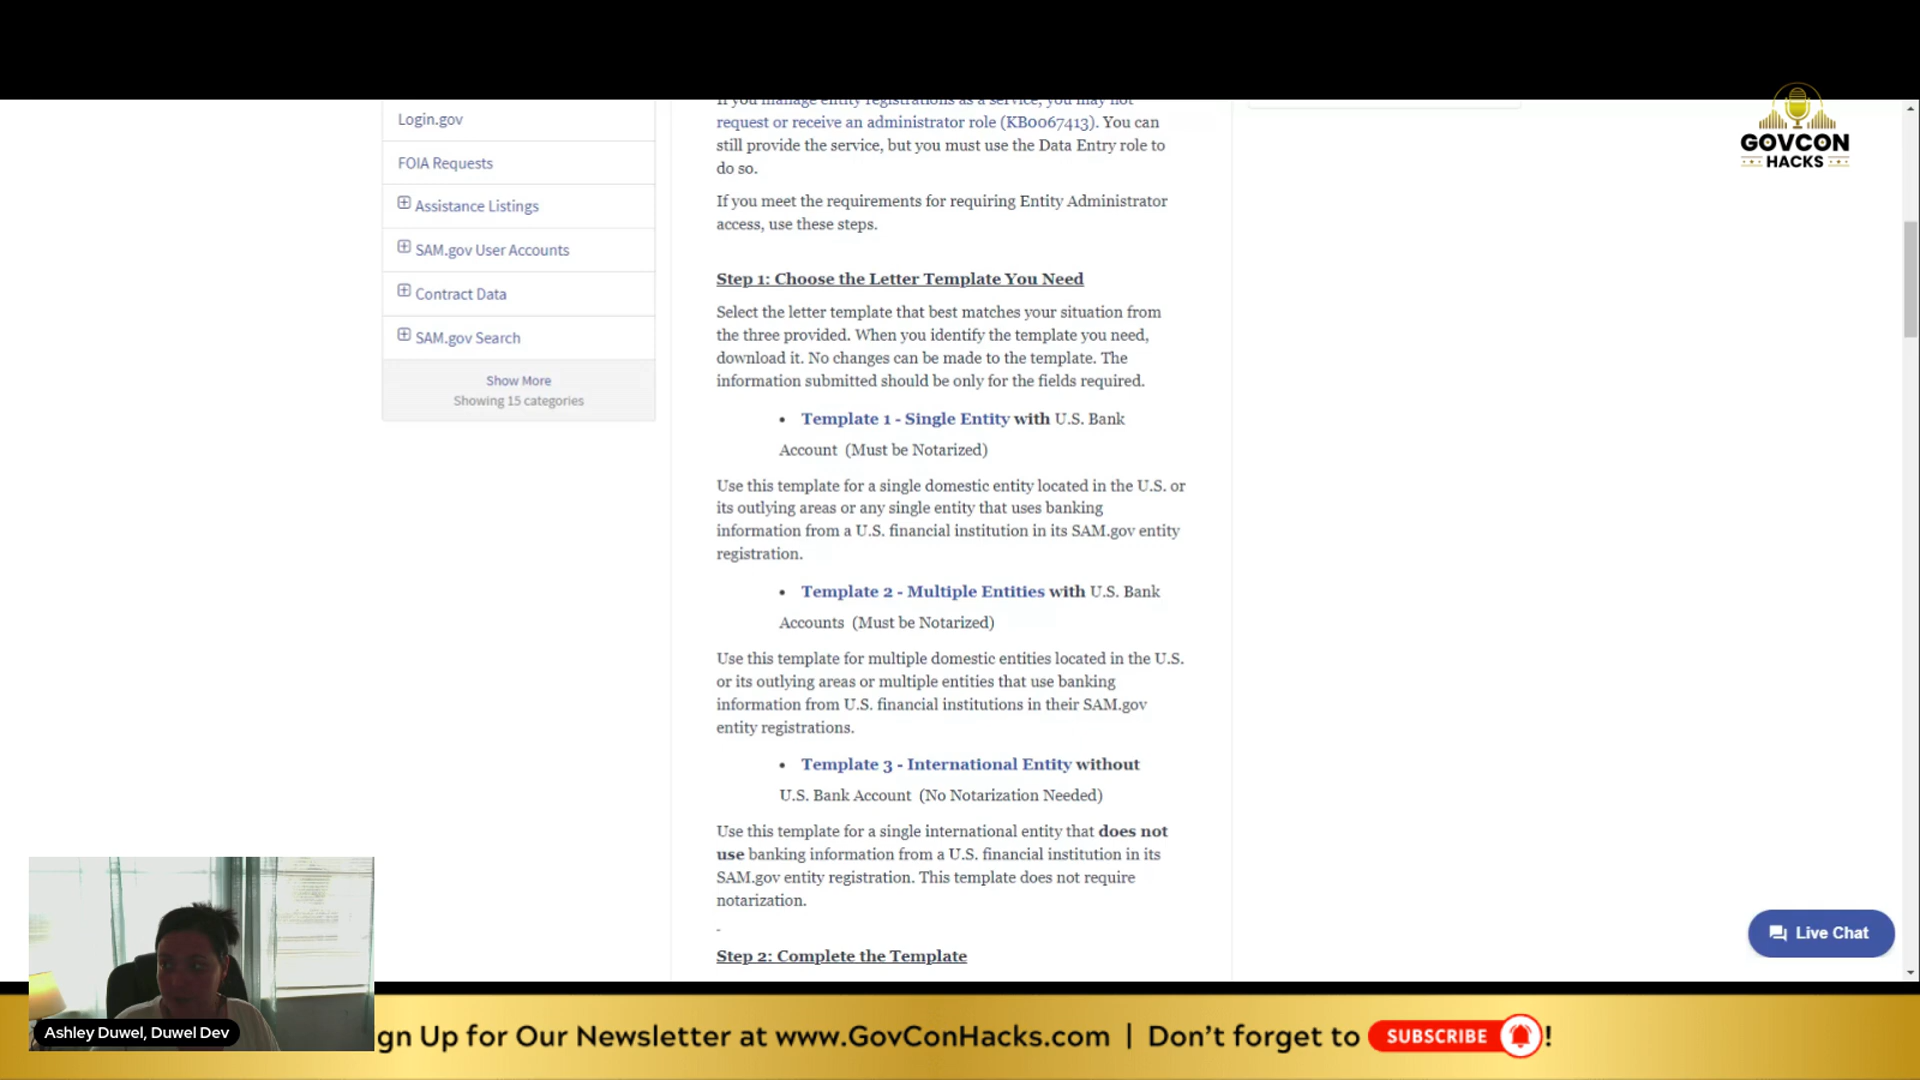 If you manage entity registrations as a service, you may not
request or receive an administrator role (KB0067413). You can
still provide the service, but you must use the Data Entry role to
do so.
If you meet the requirements for requiring Entity Administrator
access, use these steps.
Login.gov
FOIA Requests
Assistance Listings
SAM.gov User Accounts
Contract Data
SAM.gov Search
Show More
Showing 15 categories
GOVCON
HACKS
Step 1: Choose the Letter Template You Need
Select the letter template that best matches your situation from
the three provided. When you identify the template you need,
download it. No changes can be made to the template. The
information submitted should be only for the fields required.
• Template 1 - Single Entity with U.S. Bank
Account (Must be Notarized)
Use this template for a single domestic entity located in the U.S. or
its outlying areas or any single entity that uses banking
information from a U.S. financial institution in its SAM.gov entity
registration.
• Template 2 - Multiple Entities with U.S. Bank
Accounts (Must be Notarized)
Use this template for multiple domestic entities located in the U.S.
or its outlying areas or multiple entities that use banking
information from U.S. financial institutions in their SAM.gov
entity registrations.
• Template 3 - International Entity without
U.S. Bank Account (No Notarization Needed)
Use this template for a single international entity that does not
use banking information from a U.S. financial institution in its
SAM.gov entity registration. This template does not require
notarization.
-
Step 2: Complete the Template
Live Chat
Ashley Duwel, Duwel Dev
gn Up for Our Newsletter at www.GovConHacks.com | Don't forget to SUBSCRIBE !